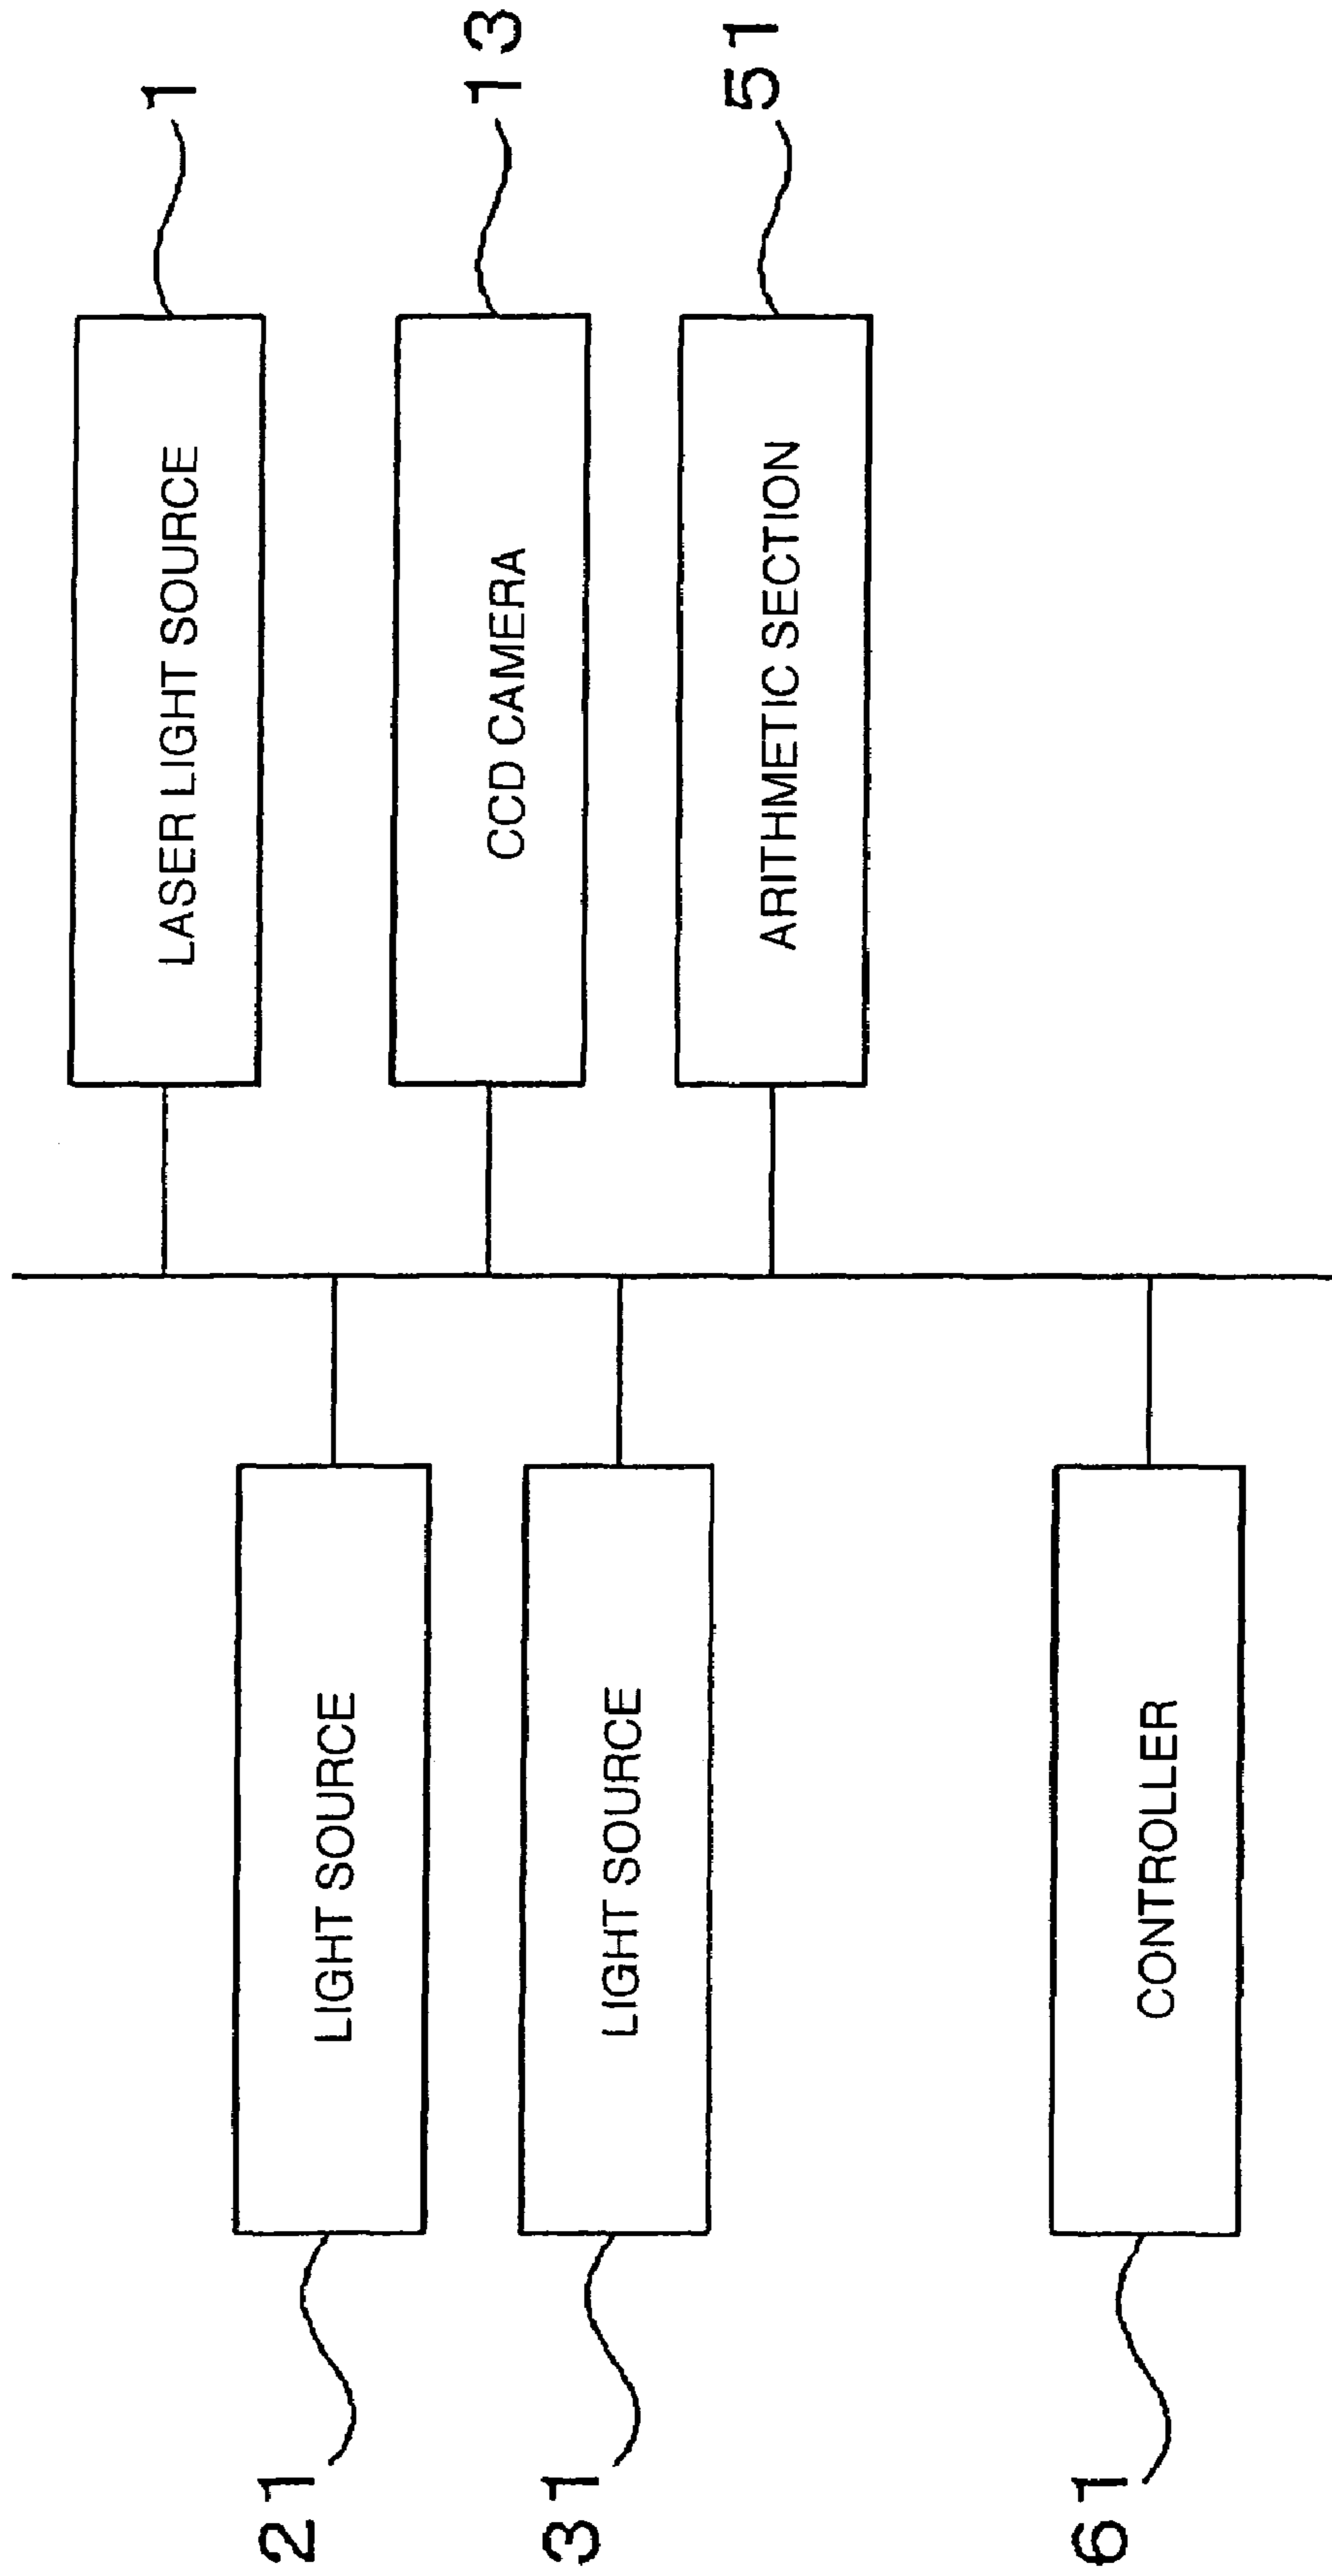 LASER LIGHT SOURCE
1
21
LIGHT SOURCE
CCD CAMERA
13
31
LIGHT SOURCE
ARITHMETIC SECTION
51
61
CONTROLLER